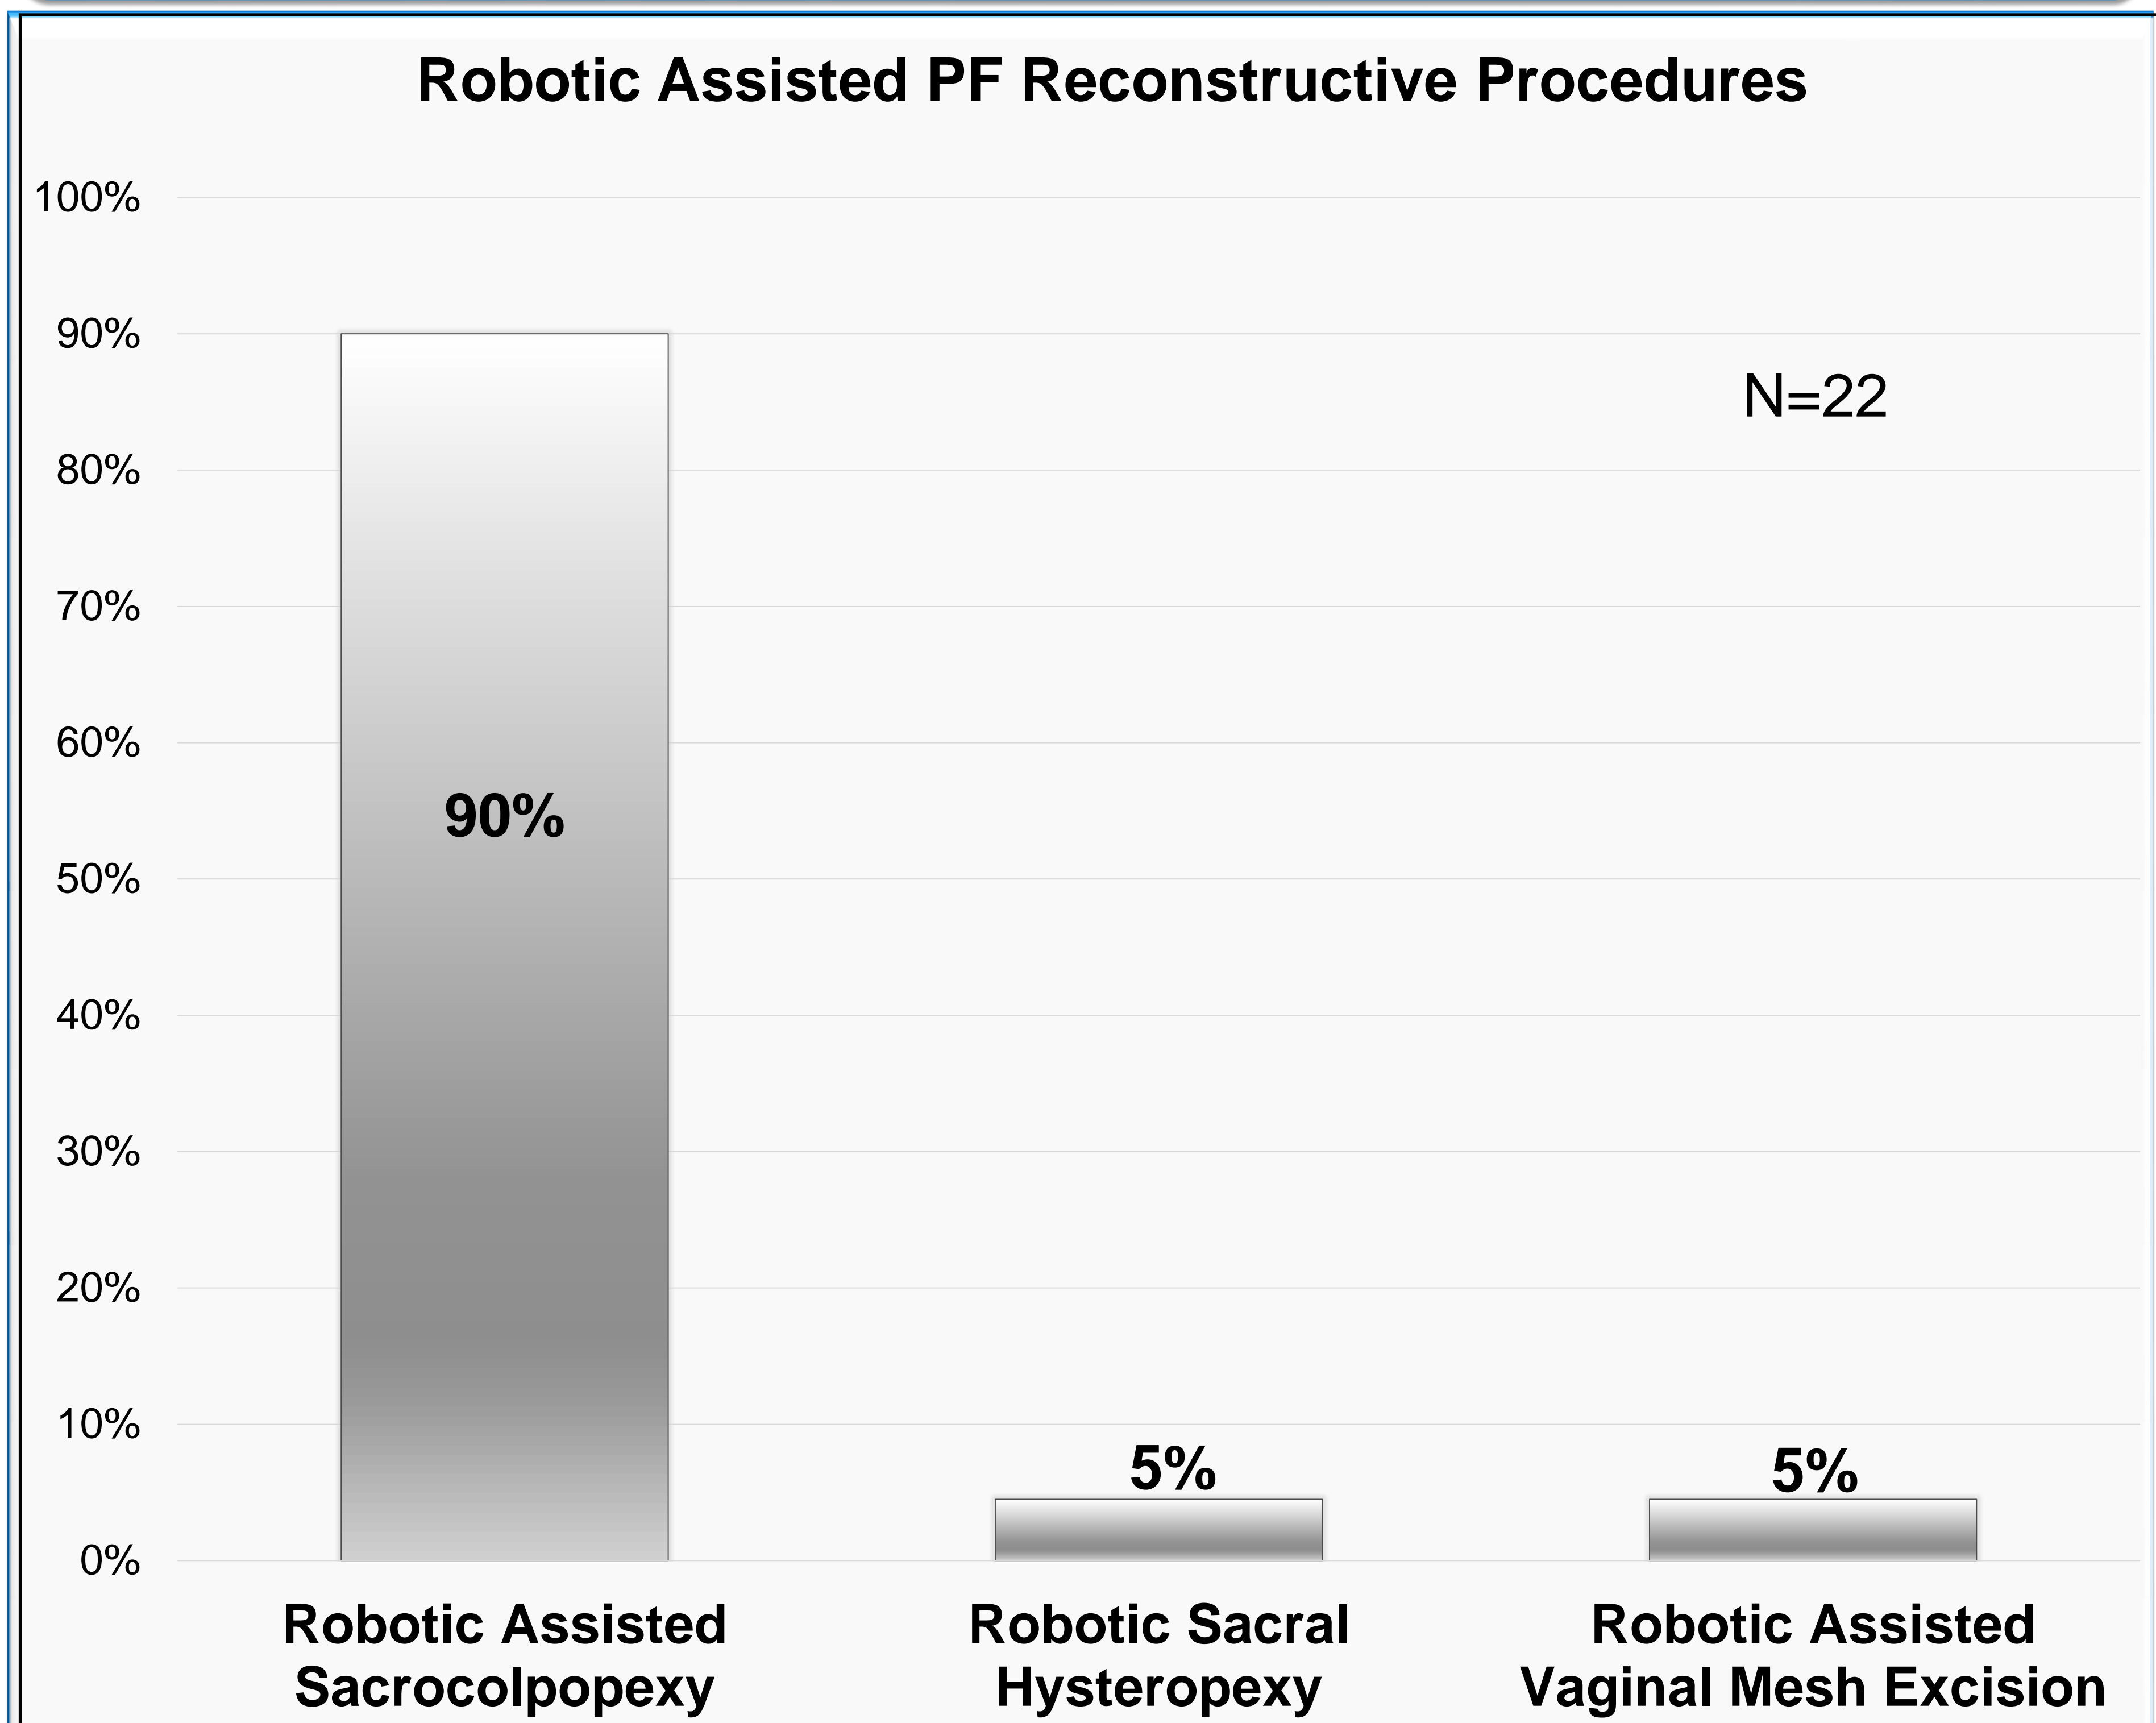 Robotic Assisted PF Reconstructive Procedures
100%
90%
N=22
80%
70%
60%
90%
50%
40%
30%
20%
10%
5%
5%
0%
Robotic Assisted
Sacrocolpopexy
Robotic Sacral
Hysteropexy
Robotic Assisted
Vaginal Mesh Excision